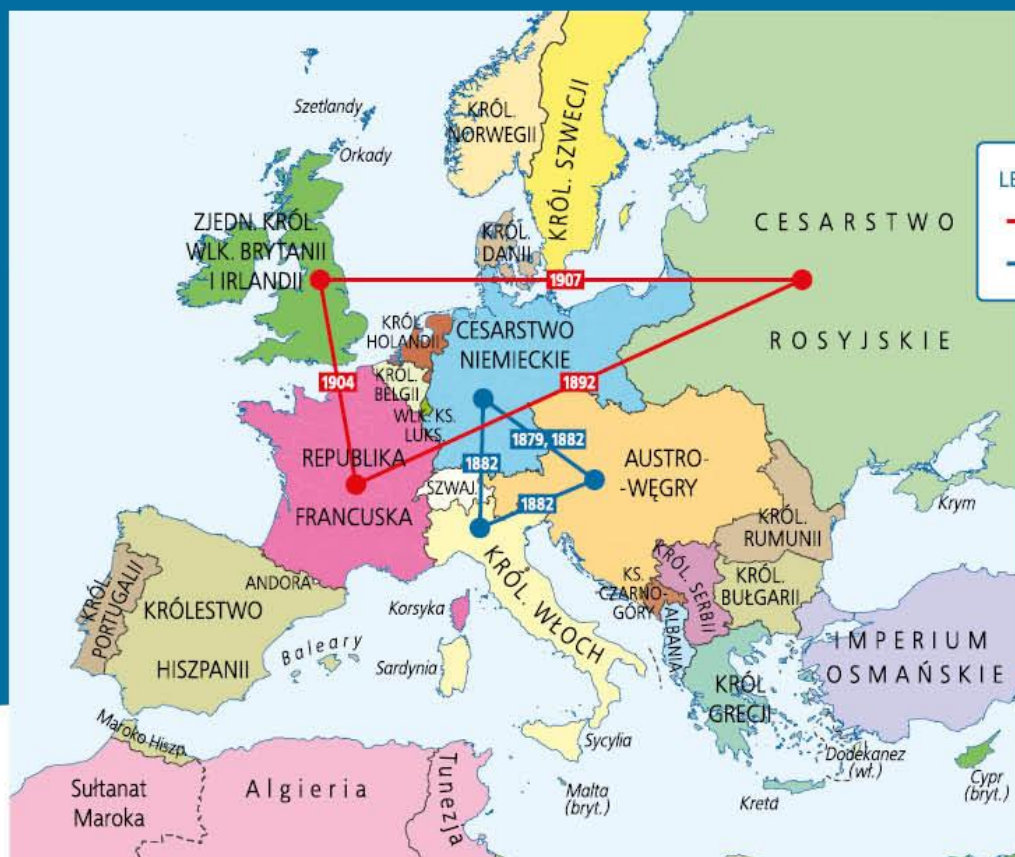 Szetlandy
Orkady
KRÓL.
NORWEGII
KRÓL. SZWECJI
LE
ZJEDN. KRÓL.
WLK. BRYTANII
I IRLANDII
KRÓL.
DANII
CESARSTWO
ROSYJSKIE
1907
KRÓL.
HOLANDII
CESARSTWO
NIEMIECKIE
1904
KRÓL.
BELGII
1892
WLK. KS.
LUKS.
1879, 1882
1882
REPUBLIKA
FRANCUSKA
SZWAJ.
AUSTRO-
-WĘGRY
1882
Krym
KRÓL.
RUMUNII
ANDORA
KRÓL. WŁOCH
KS.
CZARNO-
GÓRY
KRÓL. SERBII
KRÓL.
BUŁGARII
KRÓL.
PORTUGALII
KRÓLESTWO
HISZPANII
Korsyka
Baleary
Sardynia
ALBANIA
IMPERIUM
OSMAŃSKIE
KRÓL
GRECJI
Maroko Hiszp.
Sycylia
Dodekanez
(wł.)
Sułtanat
Maroka
Algieria
Tunezja
Malta
(bryt.)
Kreta
Cypr
(bryt.)